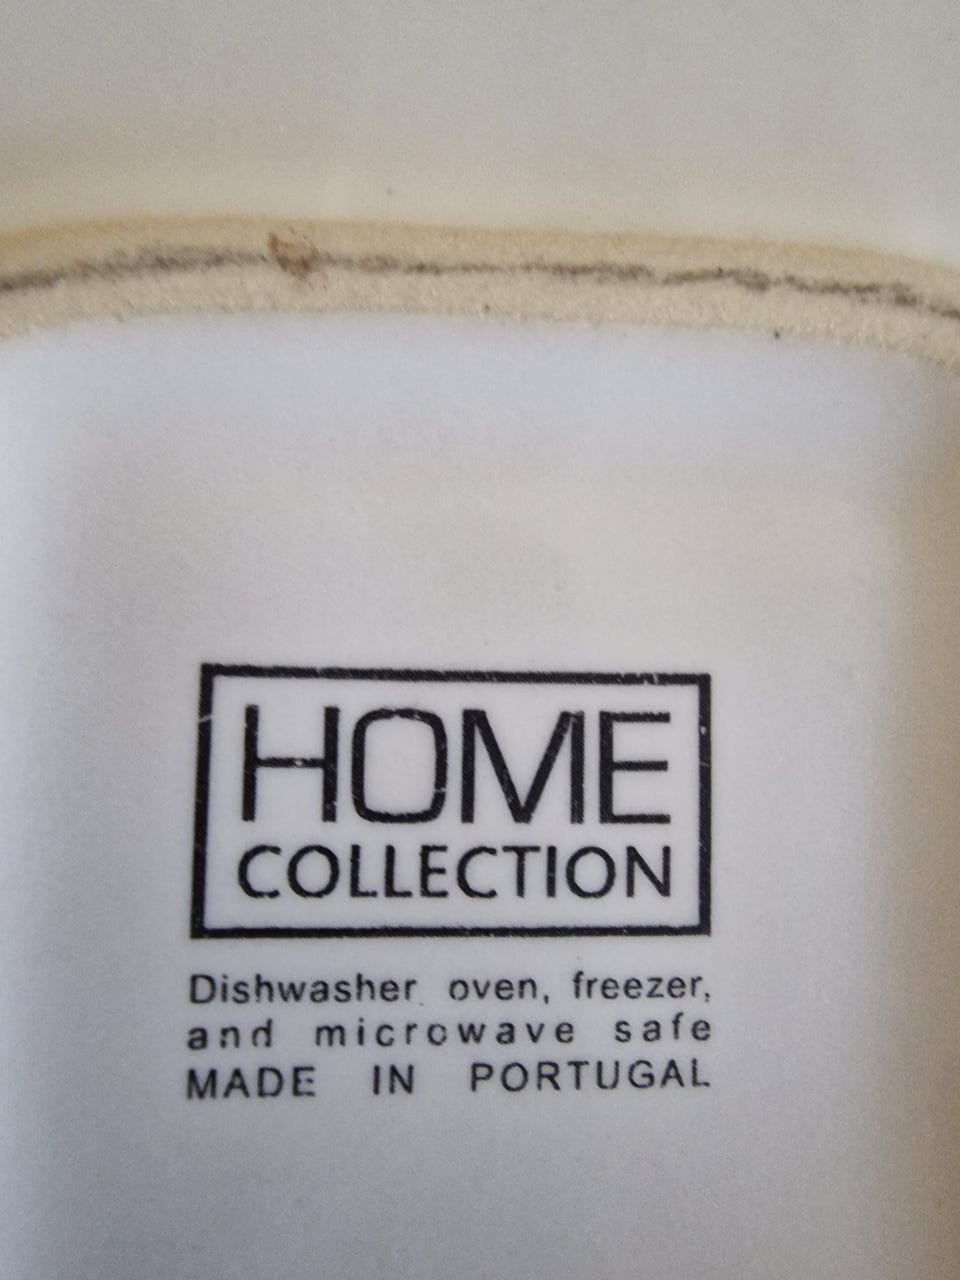 HOME
COLLECTION
Dishwasher, oven, freezer,
and microwave safe
MADE IN PORTUGAL